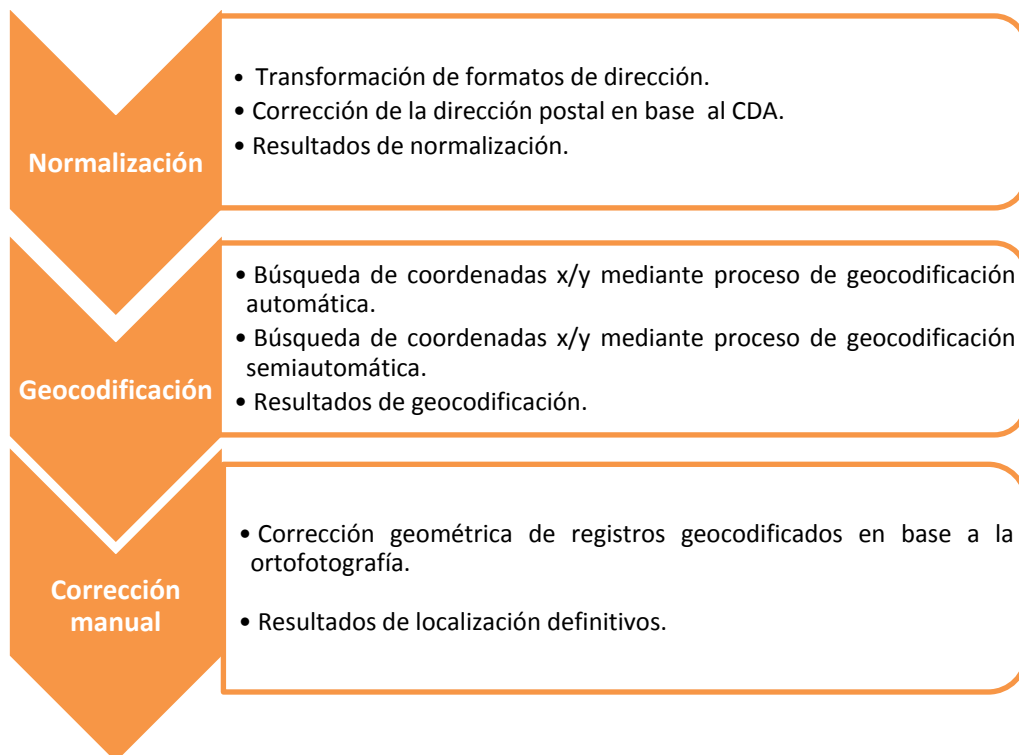 Normalización
• Transformación de formatos de dirección.
• Corrección de la dirección postal en base al CDA.
• Resultados de normalización.
Geocodificación
• Búsqueda de coordenadas x/y mediante proceso de geocodificación
automática.
• Búsqueda de coordenadas x/y mediante proceso de geocodificación
semiautomática.
• Resultados de geocodificación.
Corrección
manual
• Corrección geométrica de registros geocodificados en base a la
ortofotografía.
• Resultados de localización definitivos.